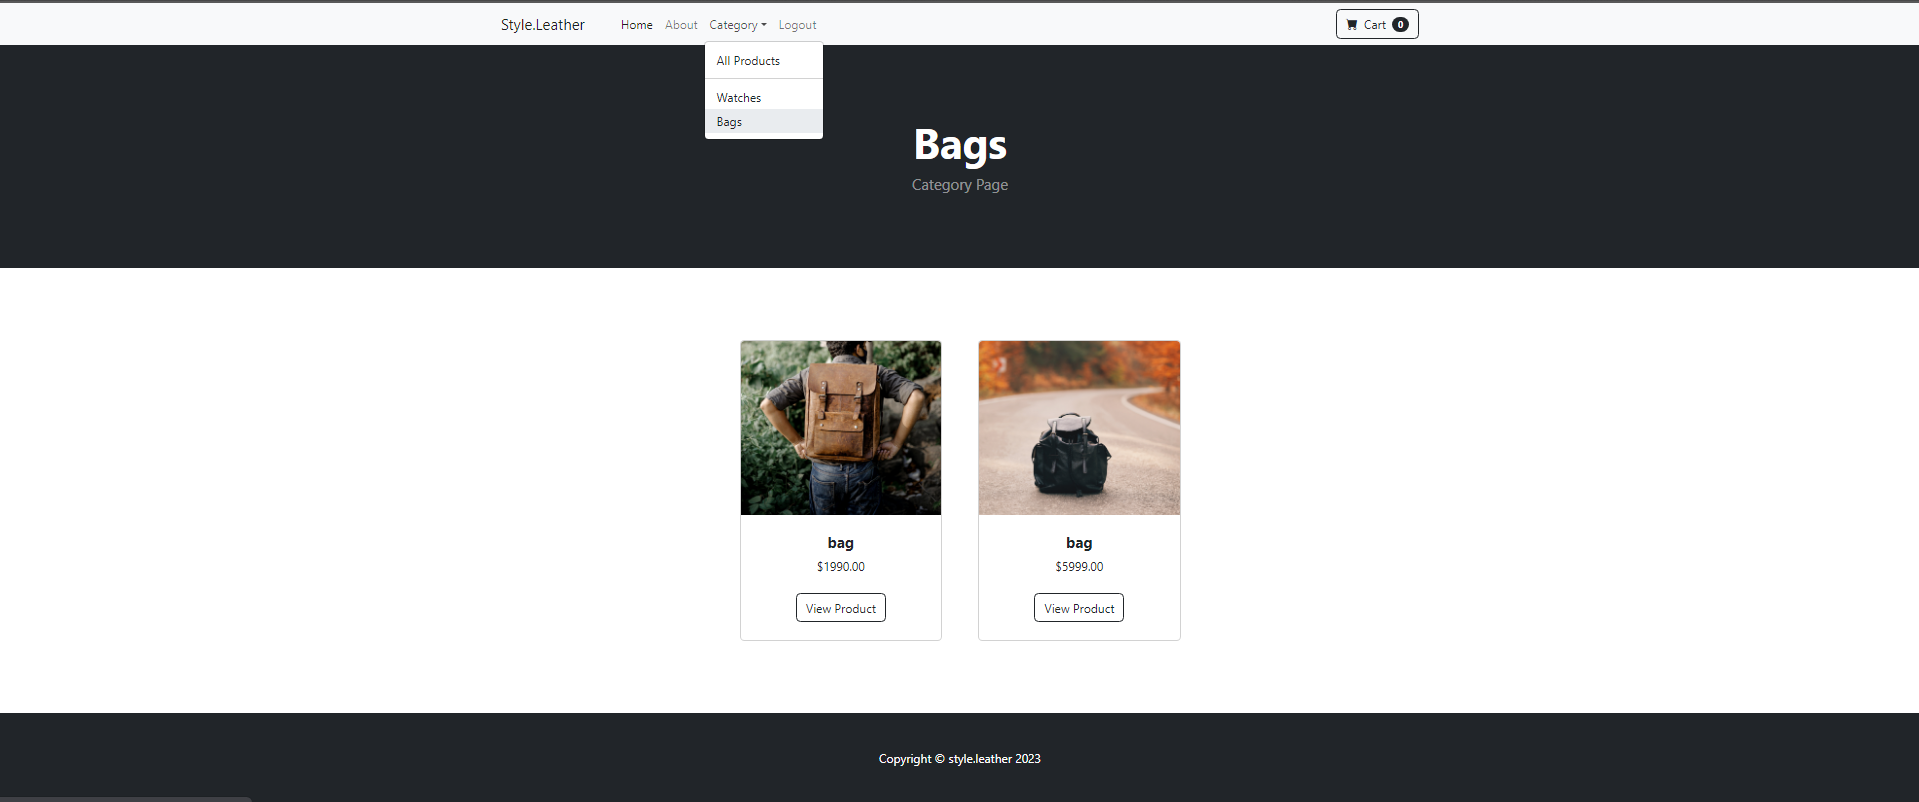 Style.Leather Home About Category Logout Cart 0
All Products
Watches
Bags
Bags
Category Page
bag
$1990.00
View Product
bag
$5999.00
View Product
Copyright © style.leather 2023